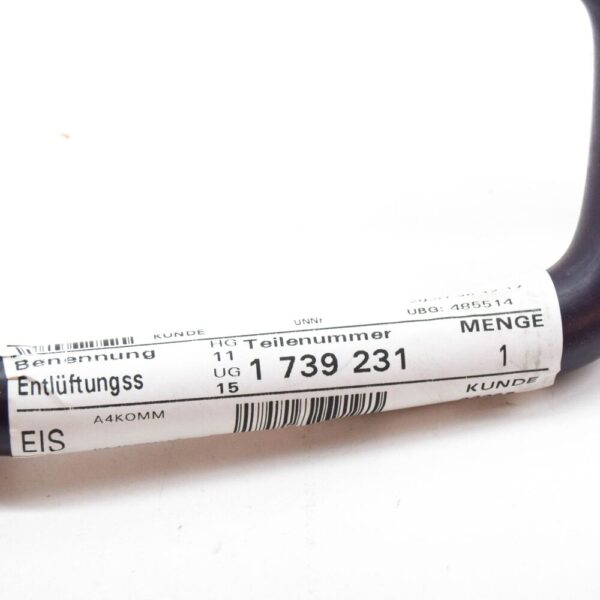 UBG: 485514
KUNDE UNNr
Benennung HG Teilenummer MENGE
11
Entlüftungss UG 1 739 231 1
15
KUNDE
A4KOMM
EIS